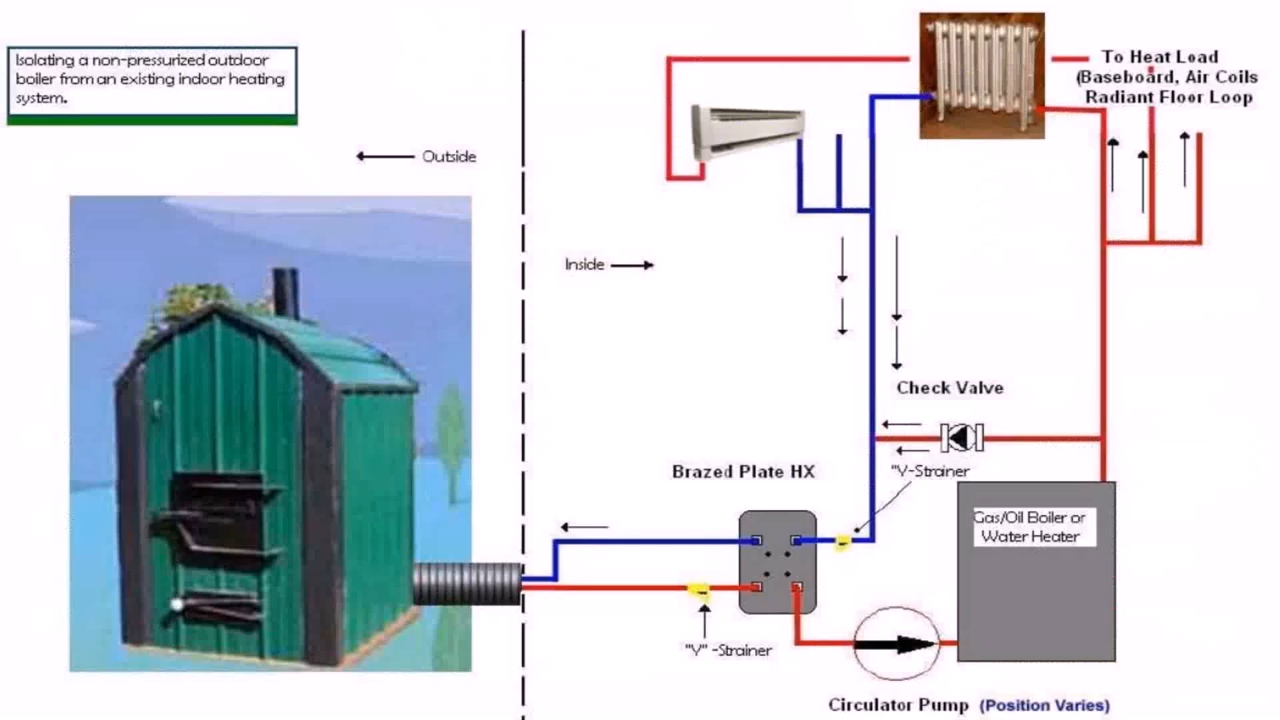 Isolating a non-pressurized outdoor
boiler from an existing indoor heating
system.
To Heat Load
(Baseboard, Air Coils
Radiant Floor Loop
Outside
Inside
Check Valve
Brazed Plate HX
"Y-Strainer
Gas/Oil Boiler or
Water Heater
"Y" -Strainer
Circulator Pump (Position Varies)